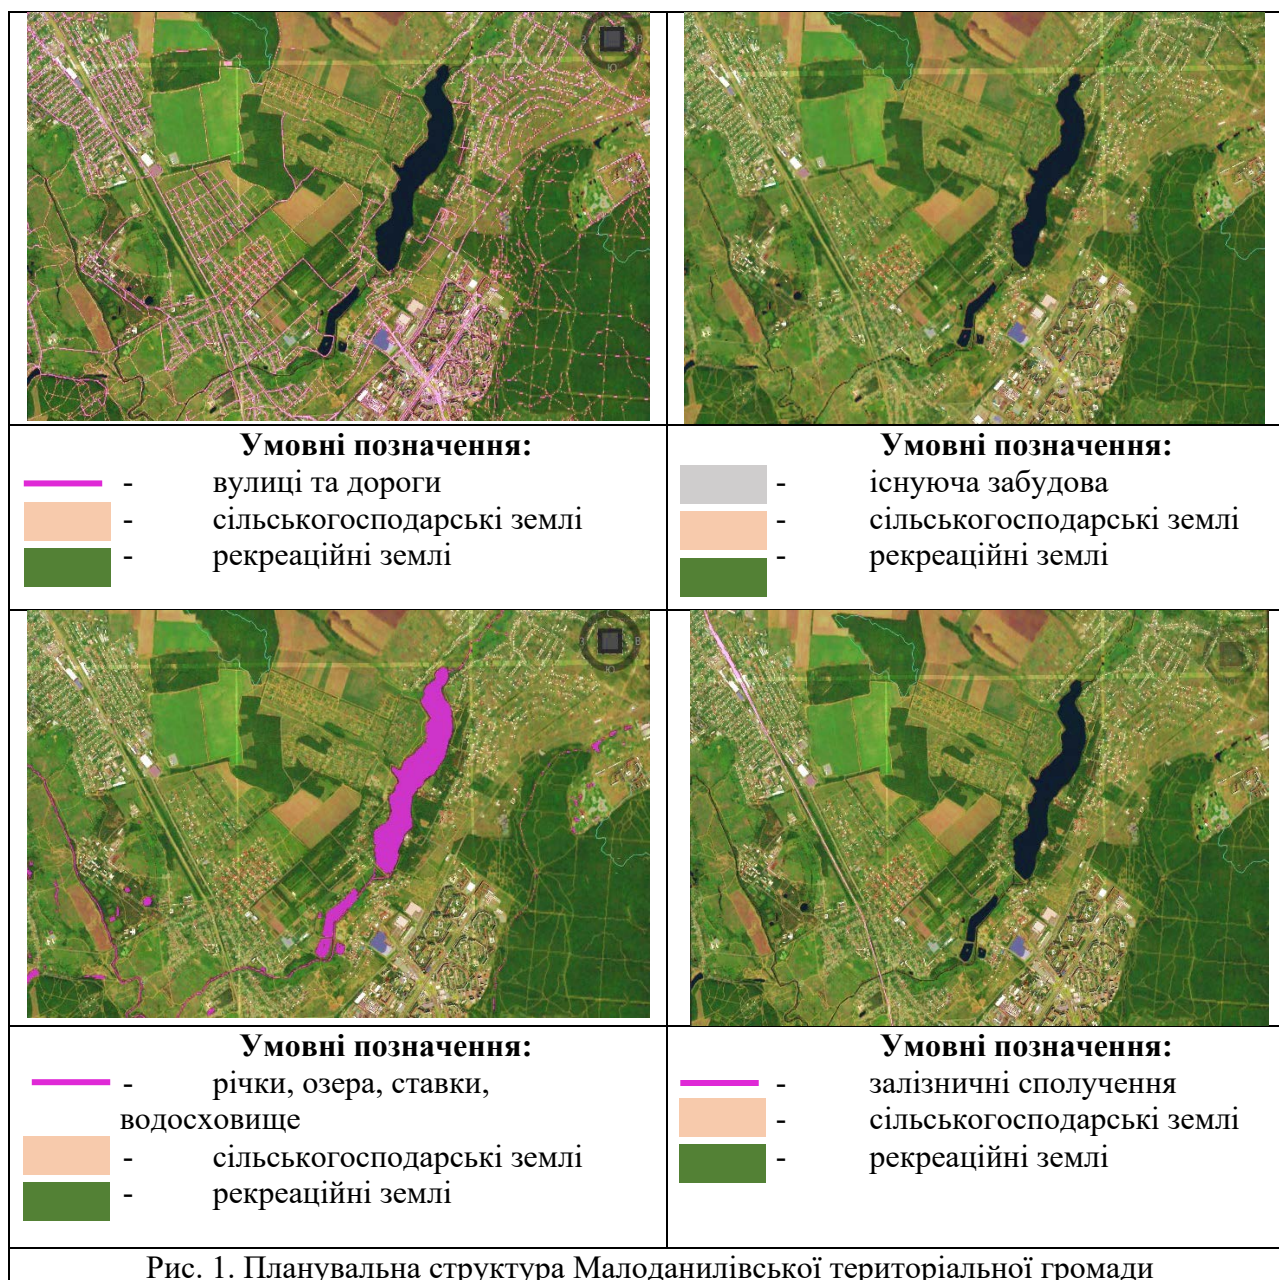 Умовні позначення:
- вулиці та дороги
- сільськогосподарські землі
- рекреаційні землі
Умовні позначення:
- існуюча забудова
- сільськогосподарські землі
- рекреаційні землі
Умовні позначення:
- річки, озера, ставки,
водосховище
- сільськогосподарські землі
- рекреаційні землі
Умовні позначення:
- залізничні сполучення
- сільськогосподарські землі
- рекреаційні землі
Рис. 1. Планувальна структура Малоданилівської територіальної громади